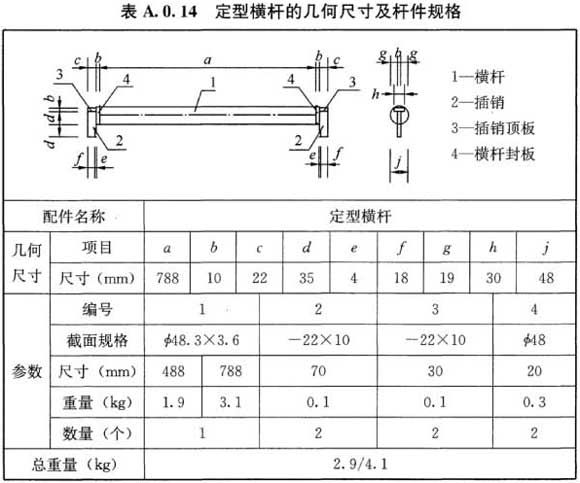 表 A.0.14 定型横杆的几何尺寸及杆件规格
c b a b c g h g
3 4 1 4 3
b d d h
2 2
f e e f j
1—横杆
2—插销
3—插销顶板
4—横杆封板
配件名称 定型横杆
几何尺寸 项目 a b c d e f g h j
尺寸（mm） 788 10 22 35 4 18 19 30 48
参数 编号 1 2 3 4
截面规格 ϕ48.3×3.6 －22×10 －22×10 ϕ48
尺寸（mm） 488 788 70 30 20
重量（kg） 1.9 3.1 0.1 0.1 0.3
数量（个） 1 2 2 2
总重量（kg） 2.9/4.1